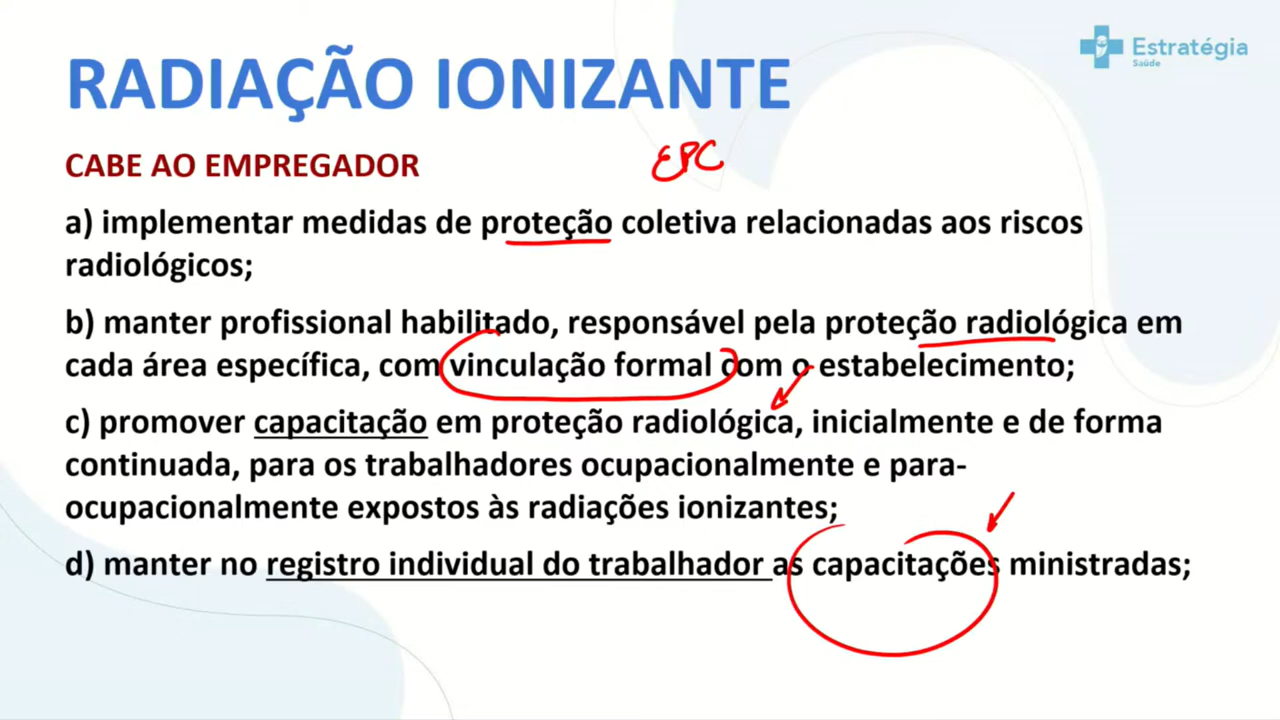 Estratégia
Saúde
RADIAÇÃO IONIZANTE
CABE AO EMPREGADOR
EPC
a) implementar medidas de proteção coletiva relacionadas aos riscos
radiológicos;
b) manter profissional habilitado, responsável pela proteção radiológica em
cada área específica, com vinculação formal com o estabelecimento;
c) promover capacitação em proteção radiológica, inicialmente e de forma
continuada, para os trabalhadores ocupacionalmente e para-
ocupacionalmente expostos às radiações ionizantes;
d) manter no registro individual do trabalhador as capacitações ministradas;